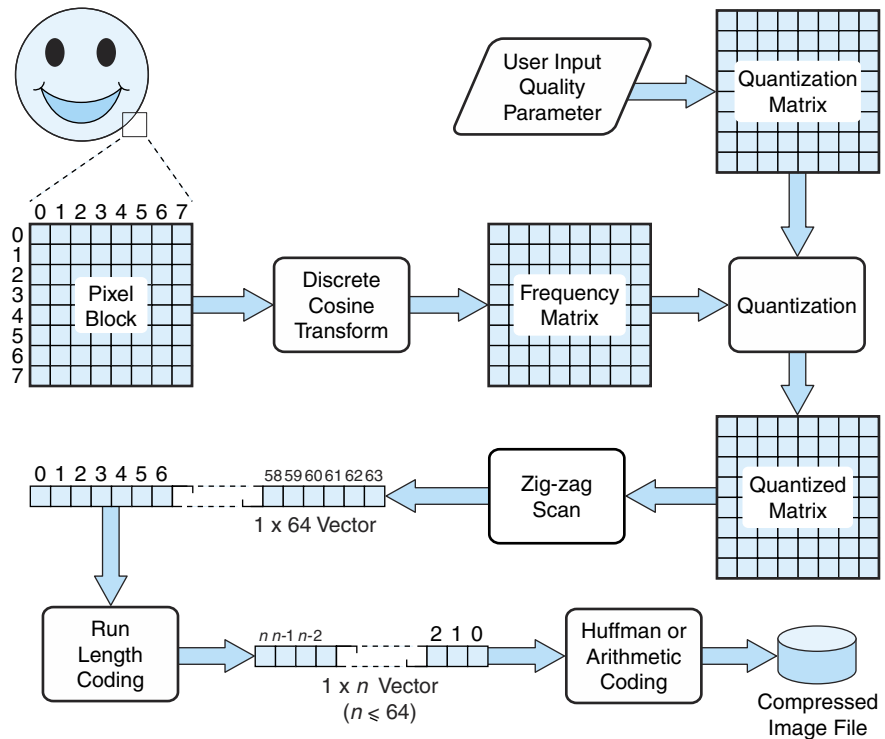 User Input
Quality
Parameter
Quantization
Matrix
0 1 2 3 4 5 6 7
0
1
2
3
4
5
6
7
Pixel
Block
Discrete
Cosine
Transform
Frequency
Matrix
Quantization
0 1 2 3 4 5 6
58 59 60 61 62 63
1 x 64 Vector
Zig-zag
Scan
Quantized
Matrix
Run
Length
Coding
n n-1 n-2
2 1 0
1 x n Vector
(n ⩽ 64)
Huffman or
Arithmetic
Coding
Compressed
Image File